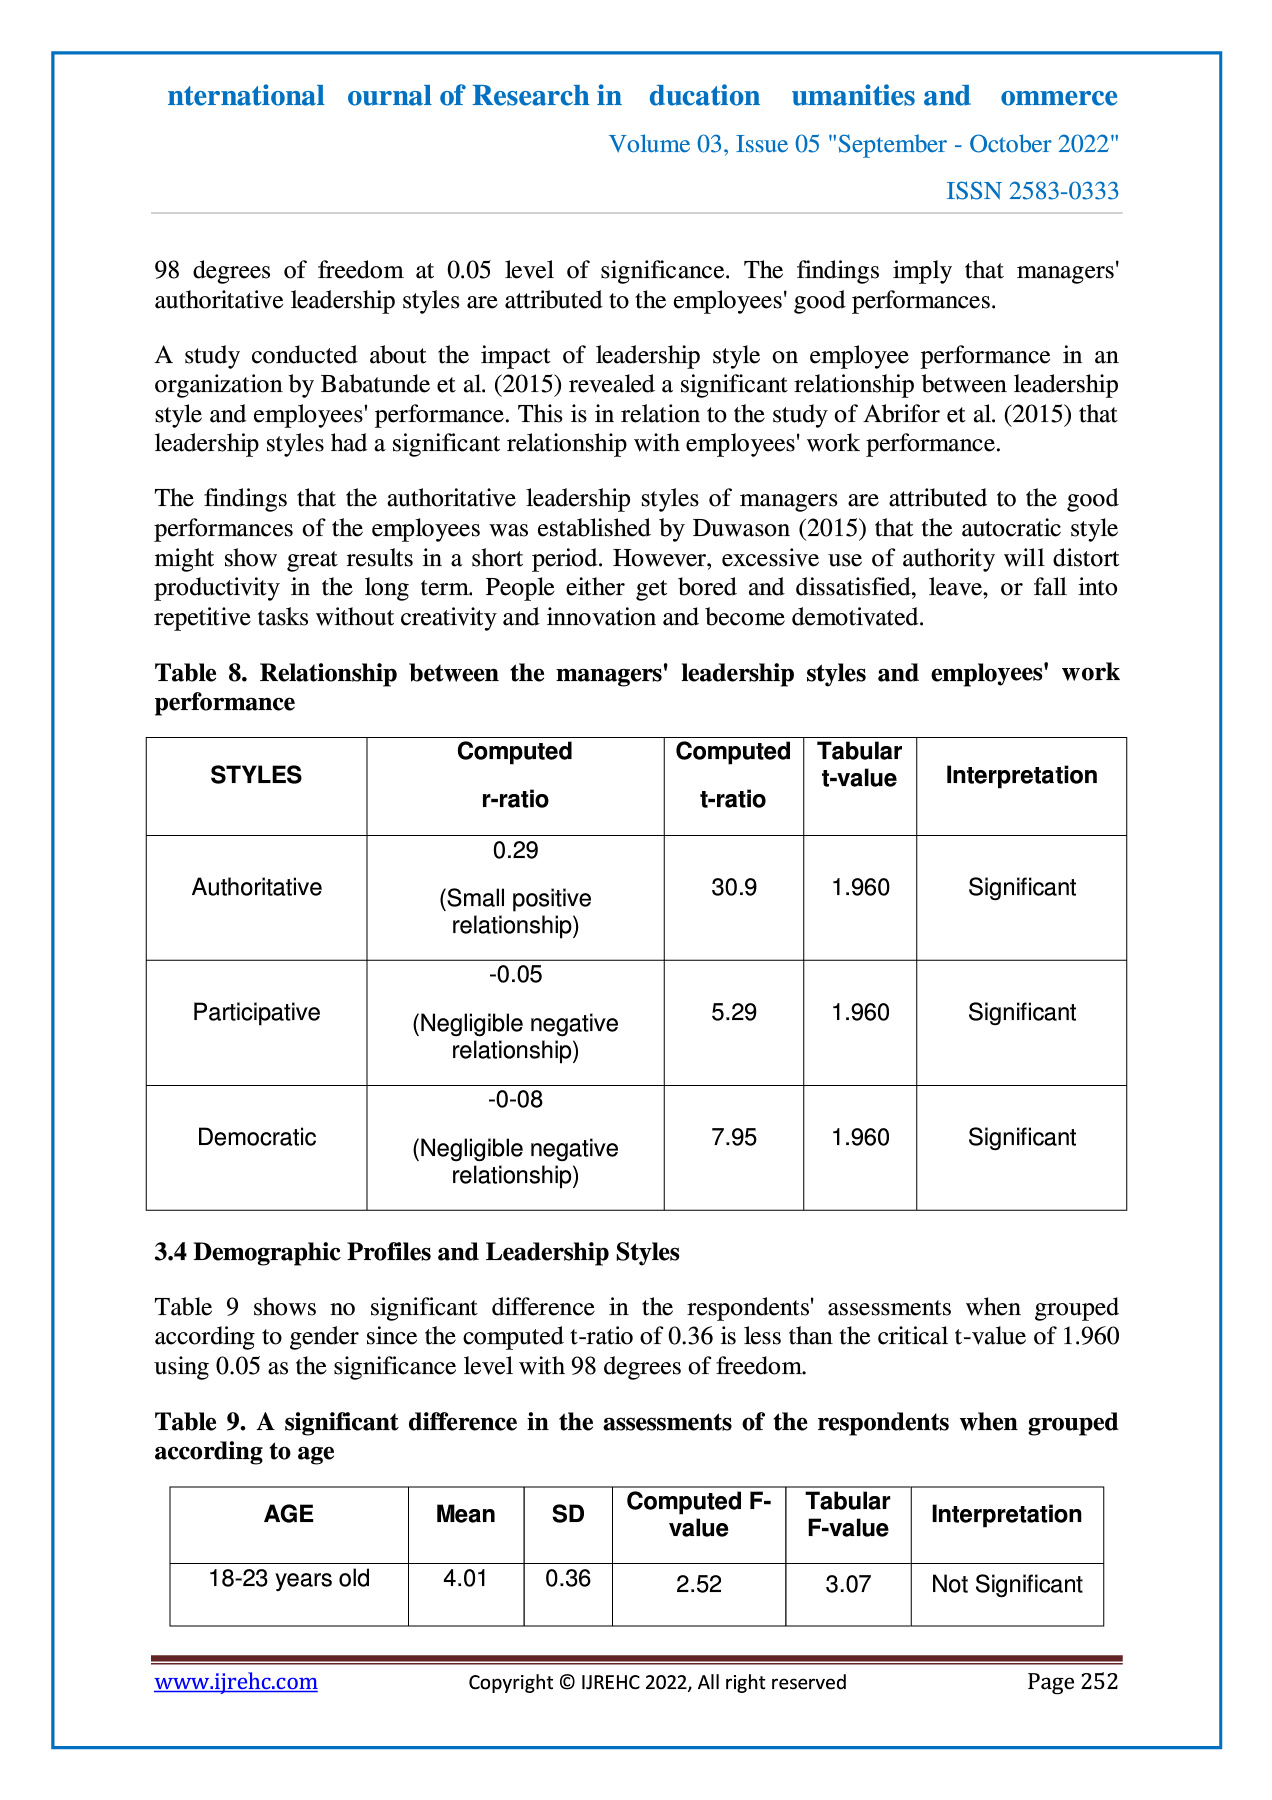 nternational ournal of Research in ducation umanities and ommerce
Volume 03, Issue 05 "September - October 2022"
ISSN 2583-0333
98 degrees of freedom at 0.05 level of significance. The findings imply that managers'
authoritative leadership styles are attributed to the employees' good performances.
A study conducted about the impact of leadership style on employee performance in an
organization by Babatunde et al. (2015) revealed a significant relationship between leadership
style and employees' performance. This is in relation to the study of Abrifor et al. (2015) that
leadership styles had a significant relationship with employees' work performance.
The findings that the authoritative leadership styles of managers are attributed to the good
performances of the employees was established by Duwason (2015) that the autocratic style
might show great results in a short period. However, excessive use of authority will distort
productivity in the long term. People either get bored and dissatisfied, leave, or fall into
repetitive tasks without creativity and innovation and become demotivated.
Table 8. Relationship between the managers' leadership styles and employees' work
performance
STYLES
Computed
r-ratio
Computed
t-ratio
Tabular
t-value
Interpretation
Authoritative
0.29
(Small positive
relationship)
30.9
1.960
Significant
Participative
-0.05
(Negligible negative
relationship)
5.29
1.960
Significant
Democratic
-0-08
(Negligible negative
relationship)
7.95
1.960
Significant
3.4 Demographic Profiles and Leadership Styles
Table 9 shows no significant difference in the respondents' assessments when grouped
according to gender since the computed t-ratio of 0.36 is less than the critical t-value of 1.960
using 0.05 as the significance level with 98 degrees of freedom.
Table 9. A significant difference in the assessments of the respondents when grouped
according to age
AGE
Mean
SD
Computed F-
value
Tabular
F-value
Interpretation
18-23 years old
4.01
0.36
2.52
3.07
Not Significant
www.ijrehc.com Copyright © IJREHC 2022, All right reserved Page 252